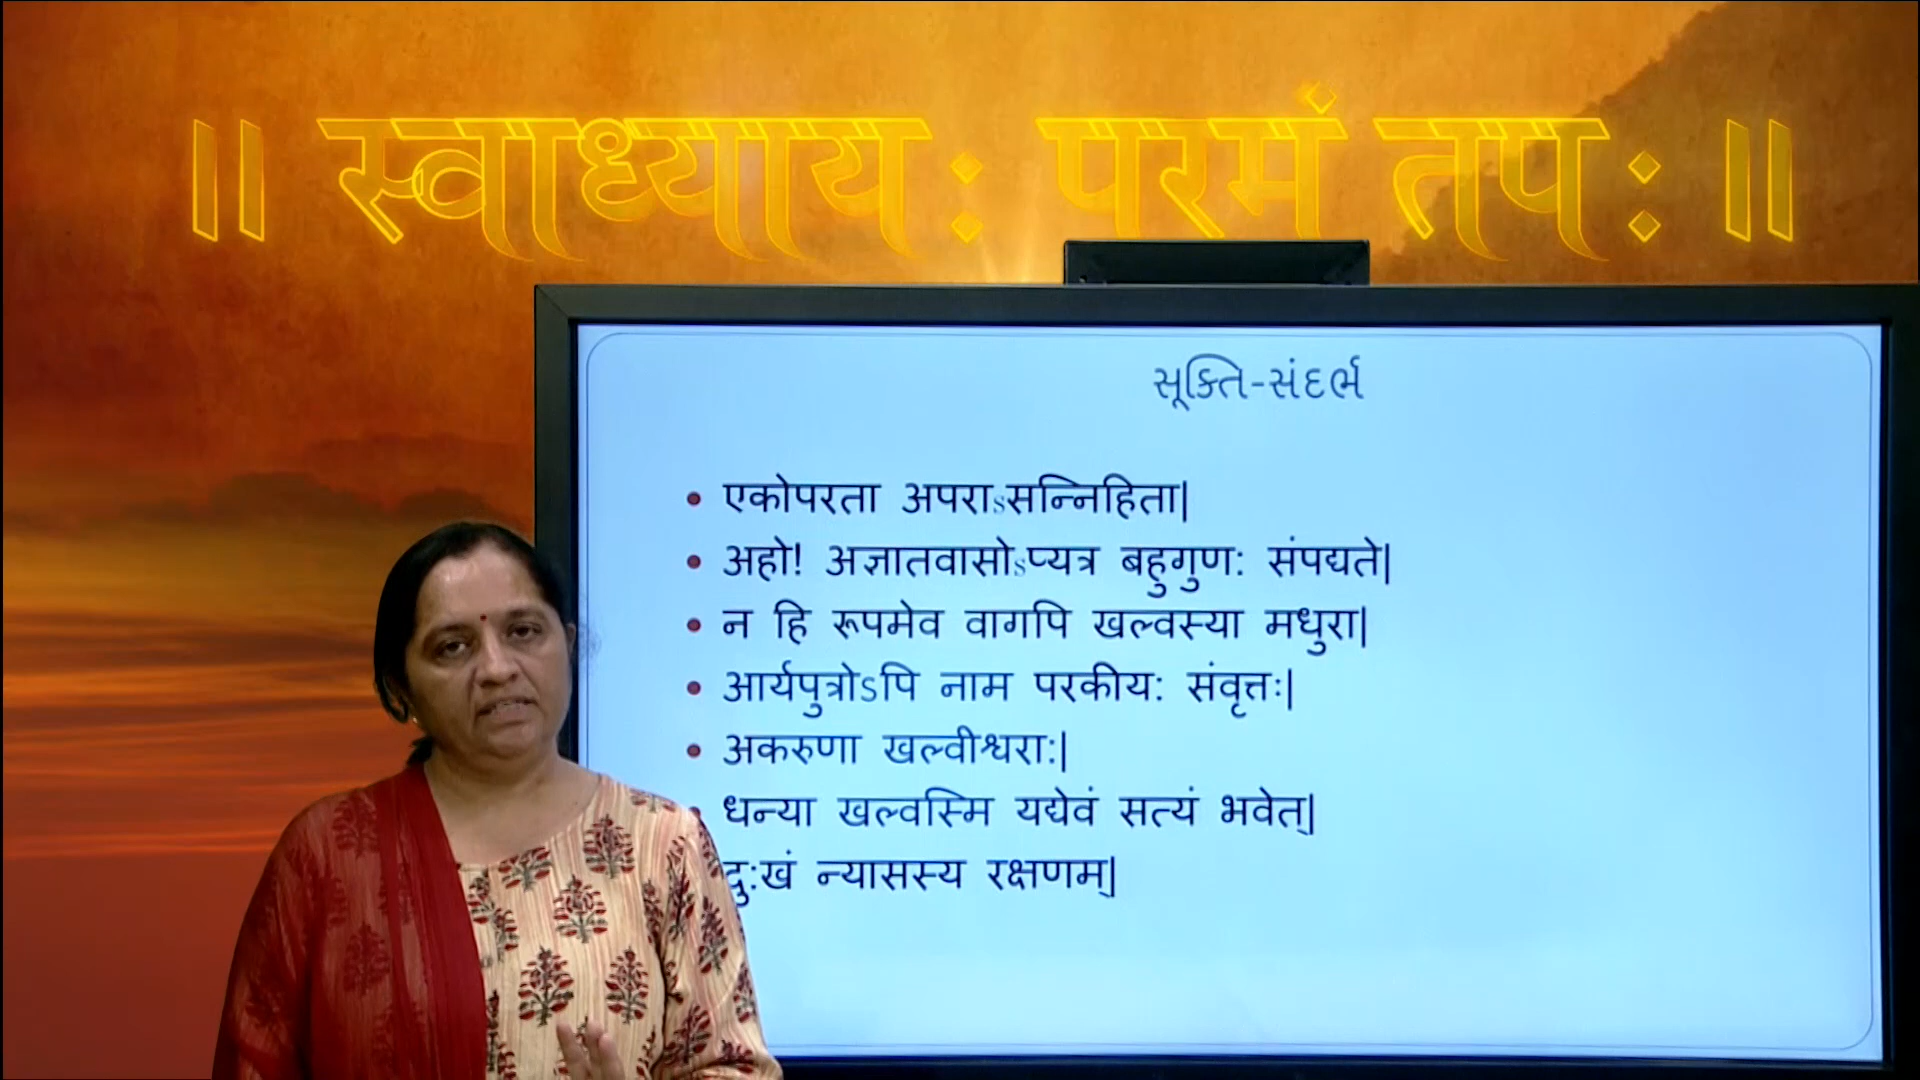 ॥ स्वाध्याय: परमं तप: ॥
સૂક્તિ-સંદર્ભ
• एकोपरता अपराऽसन्निहिता|
• अहो! अज्ञातवासोऽप्यत्र बहुगुण: संपद्यते|
• न हि रूपमेव वागपि खल्वस्या मधुरा|
• आर्यपुत्रोऽपि नाम परकीय: संवृत्तः|
• अकरुणा खल्वीश्वरा:|
• धन्या खल्वस्मि यद्येवं सत्यं भवेत्|
दु:खं न्यासस्य रक्षणम्|